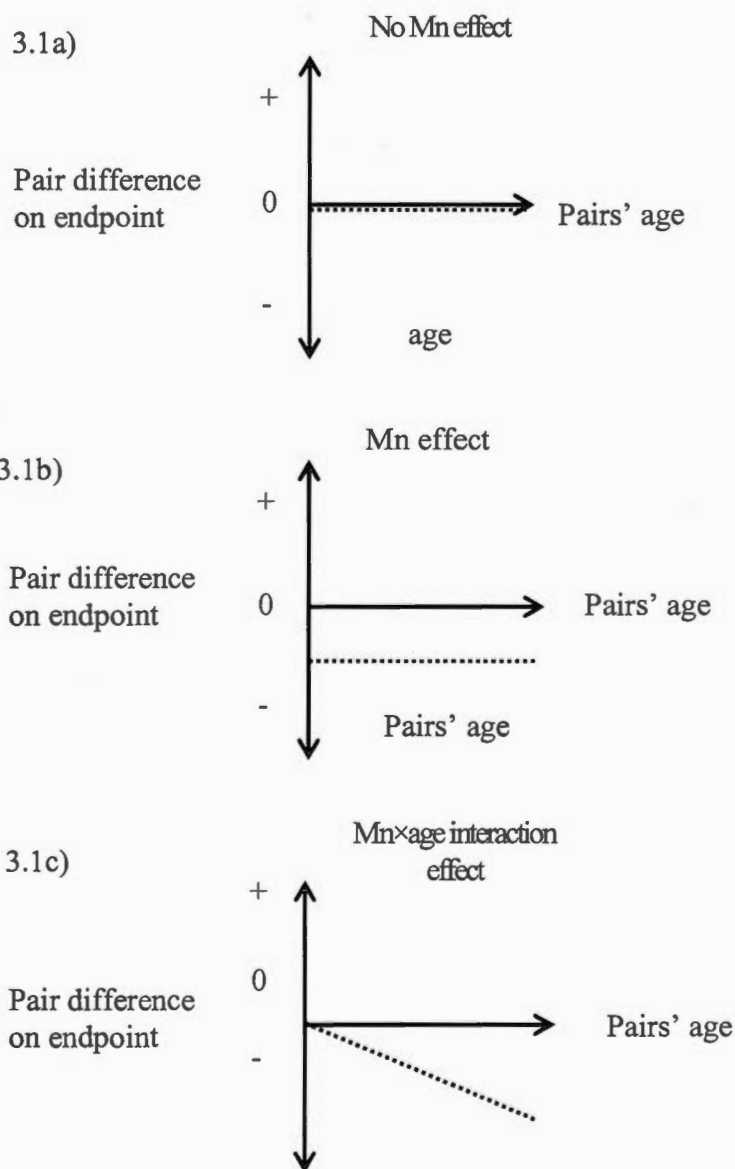 3.1a)
No Mn effect
+
Pair difference
on endpoint
0
Pairs’ age
-
age
3.1b)
Mn effect
+
Pair difference
on endpoint
0
Pairs’ age
-
Pairs’ age
3.1c)
Mn×age interaction
effect
+
0
Pair difference
on endpoint
Pairs’ age
-